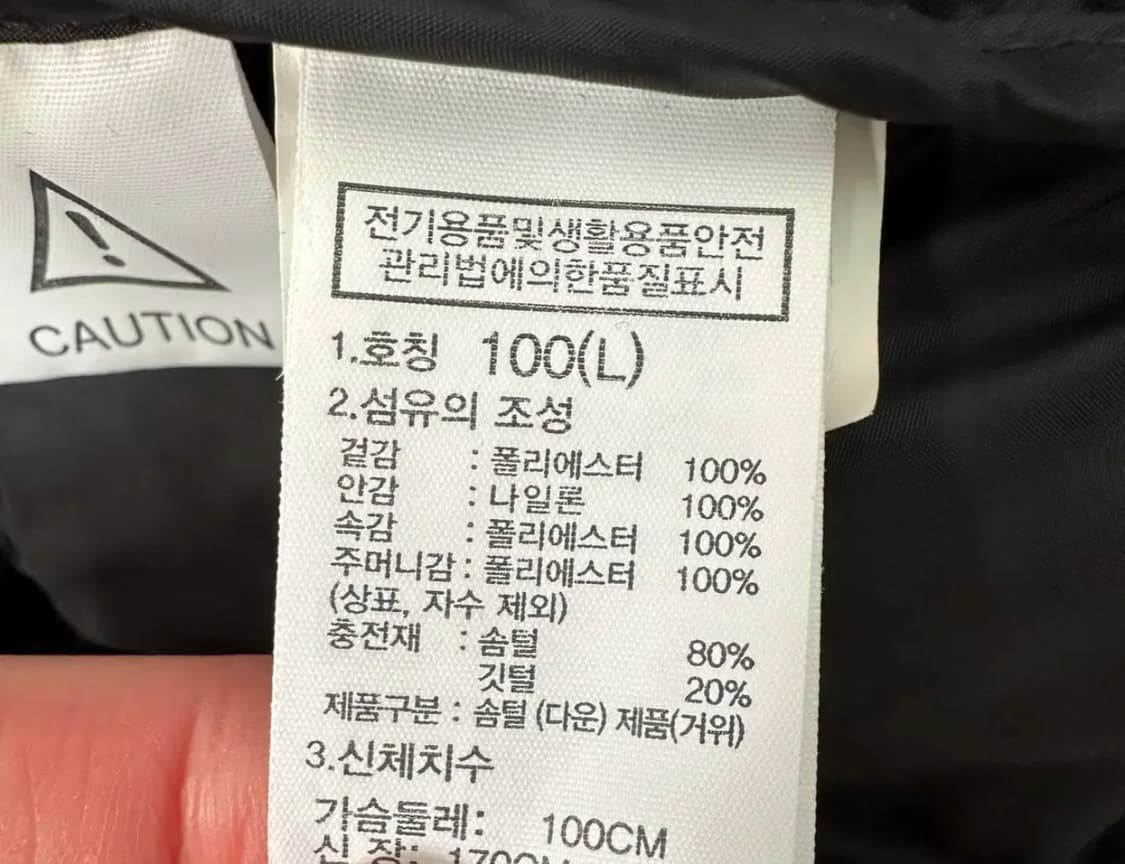 CAUTION
전기용품및생활용품안전
관리법에의한품질표시
1.호칭 100(L)
2.섬유의 조성
겉감 : 폴리에스터 100%
안감 : 나일론 100%
속감 : 폴리에스터 100%
주머니감 : 폴리에스터 100%
(상표, 자수 제외)
충전재 : 솜털 80%
깃털 20%
제품구분 : 솜털 (다운) 제품(거위)
3.신체치수
가슴둘레: 100CM
신 장: 170CM